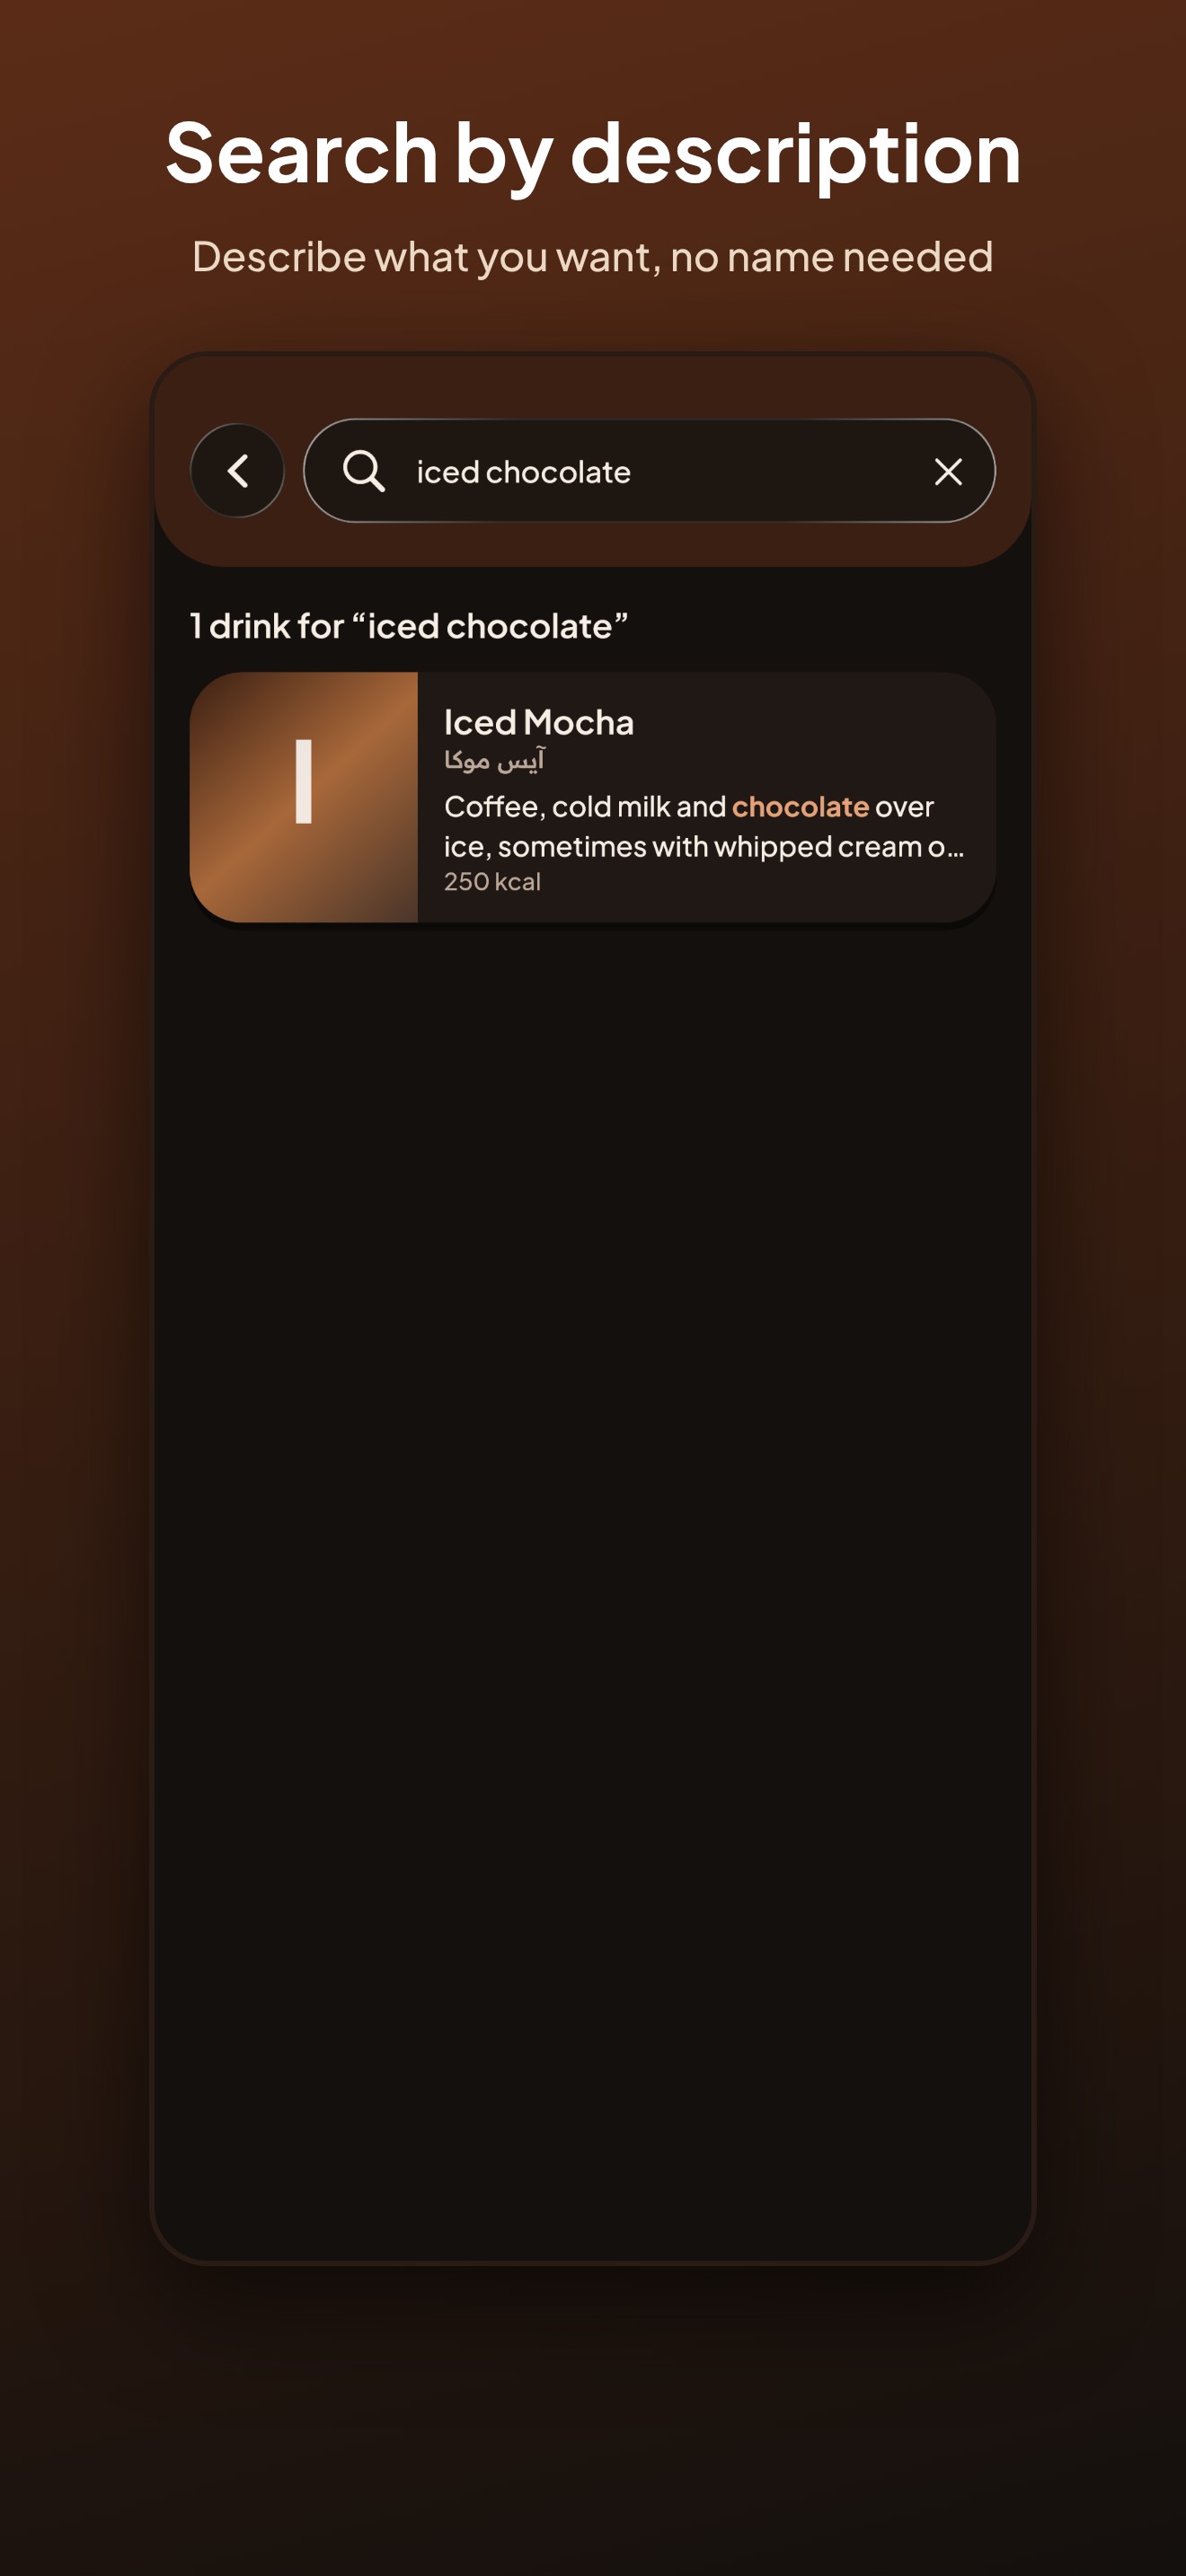 Search by description
Describe what you want, no name needed
iced chocolate
1 drink for “iced chocolate”
I
Iced Mocha
آیس موکا
Coffee, cold milk and chocolate over
ice, sometimes with whipped cream o...
250 kcal